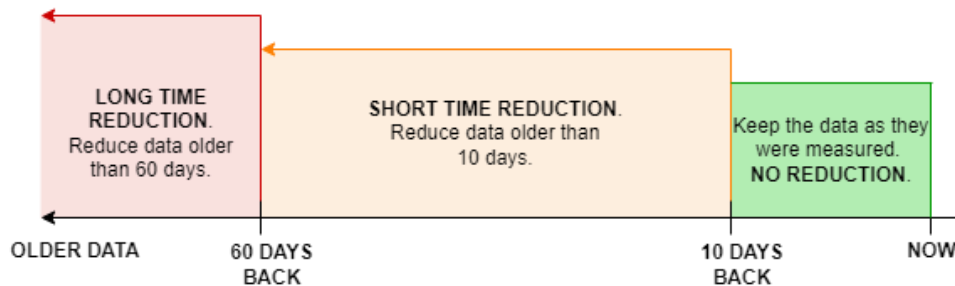 LONG TIME
REDUCTION.
Reduce data older
than 60 days.
SHORT TIME REDUCTION.
Reduce data older than
10 days.
Keep the data as they
were measured.
NO REDUCTION.
OLDER DATA
60 DAYS
BACK
10 DAYS
BACK
NOW